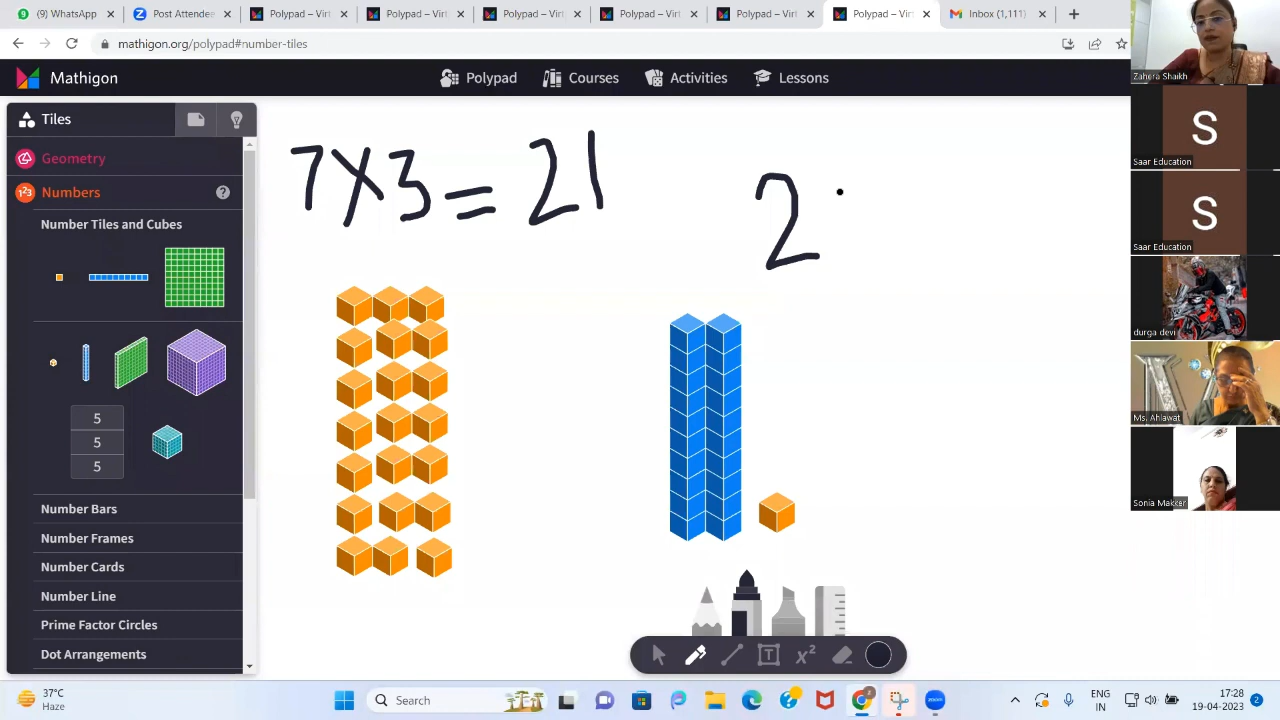 (9) WhatsApp
Post Attende
Polypad – Virt
Polypad – Virt
Polypad – Virt
Polypad – Virt
Polypad – Virt
Polypad – Virt
Inbox (1,111)
mathigon.org/polypad#number-tiles
Mathigon
Polypad
Courses
Activities
Lessons
Zahera Shaikh
Tiles
Geometry
Numbers
?
Number Tiles and Cubes
5
5
5
Number Bars
Number Frames
Number Cards
Number Line
Prime Factor Circles
Dot Arrangements
7X3=21
2
S
Saar Education
S
Saar Education
durga devi
Ms. Ahlawat
Sonia Makker
T
x²
37°C
Haze
Search
ENG
IN
17:28
19-04-2023
2